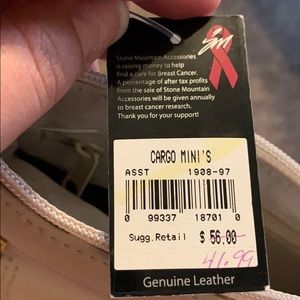 SM
Stone Mountain Accessories
is raising money to help
find a cure for Breast Cancer.
A percentage of after tax profits
from the sale of Stone Mountain
Accessories will be given annually
to breast cancer research.
Thank you for your support!
CARGO MINI'S
ASST 1908-97
0 99337 18701 0
Sugg.Retail $ 56.00
41.99
Genuine Leather